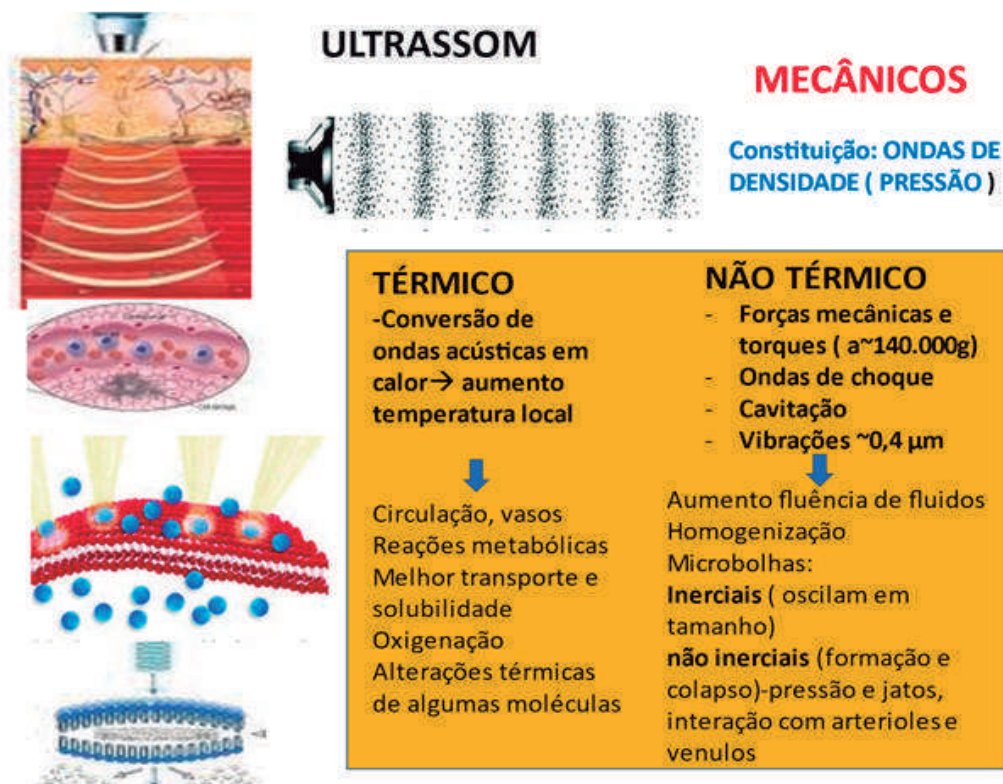 ULTRASSOM
MECÂNICOS
Constituição: ONDAS DE
DENSIDADE ( PRESSÃO )
TÉRMICO
-Conversão de
ondas acústicas em
calor→ aumento
temperatura local
Circulação, vasos
Reações metabólicas
Melhor transporte e
solubilidade
Oxigenação
Alterações térmicas
de algumas moléculas
NÃO TÉRMICO
- Forças mecânicas e
torques ( a~140.000g)
- Ondas de choque
- Cavitação
- Vibrações ~0,4 µm
Aumento fluência de fluidos
Homogenização
Microbolhas:
Inerciais ( oscilam em
tamanho)
não inerciais (formação e
colapso)-pressão e jatos,
interação com arterioles e
venulos